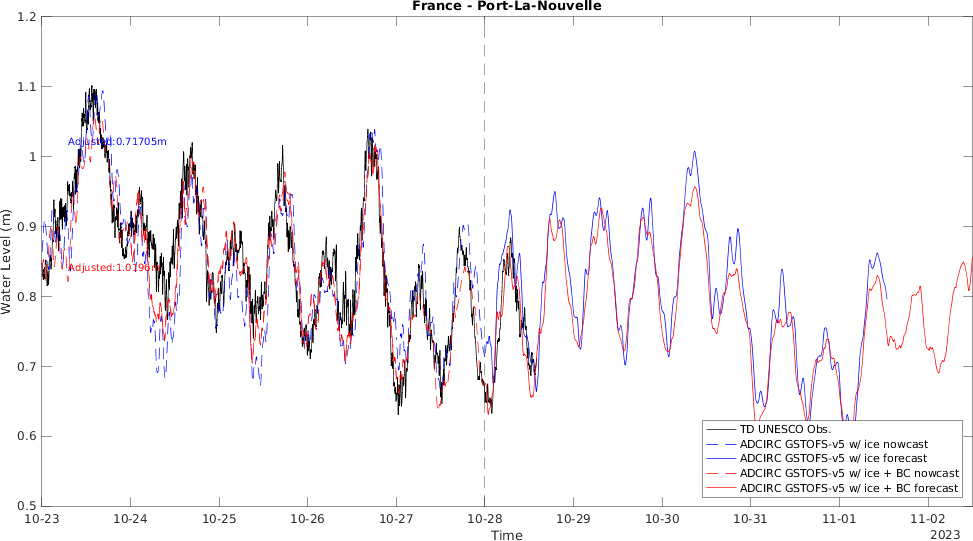 France - Port-La-Nouvelle
1.2
1.1
1
0.9
0.8
0.7
0.6
0.5
Water Level (m)
Adjusted:0.71705m
Adjusted:1.0196m
TD UNESCO Obs.
ADCIRC GSTOFS-v5 w/ ice nowcast
ADCIRC GSTOFS-v5 w/ ice forecast
ADCIRC GSTOFS-v5 w/ ice + BC nowcast
ADCIRC GSTOFS-v5 w/ ice + BC forecast
10-23 10-24 10-25 10-26 10-27 10-28 10-29 10-30 10-31 11-01 11-02
Time
2023